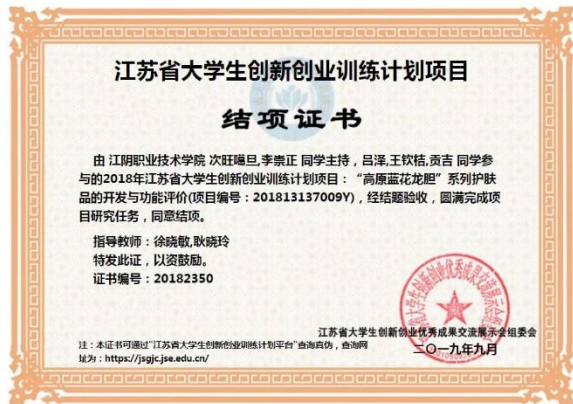 江苏省大学生创新创业训练计划项目
结项证书
由 江阴职业技术学院 次旺嘴旦,李崇正 同学主持，吕泽,王钦桔,贡吉 同学参
与的2018年江苏省大学生创新创业训练计划项目：“高原蓝花龙胆”系列护肤
品的开发与功能评价(项目编号：201813137009Y)，经结题验收，圆满完成项
目研究任务，同意结项。
指导教师：徐晓敏,耿晓玲
特发此证，以资鼓励。
证书编号：20182350
江苏省大学生创新创业优秀成果交流展示会组委会
二〇一九年九月
注：本证书可通过“江苏省大学生创新创业训练计划平台”查询真伪，查询网
址为：https://jsgjc.jse.edu.cn/